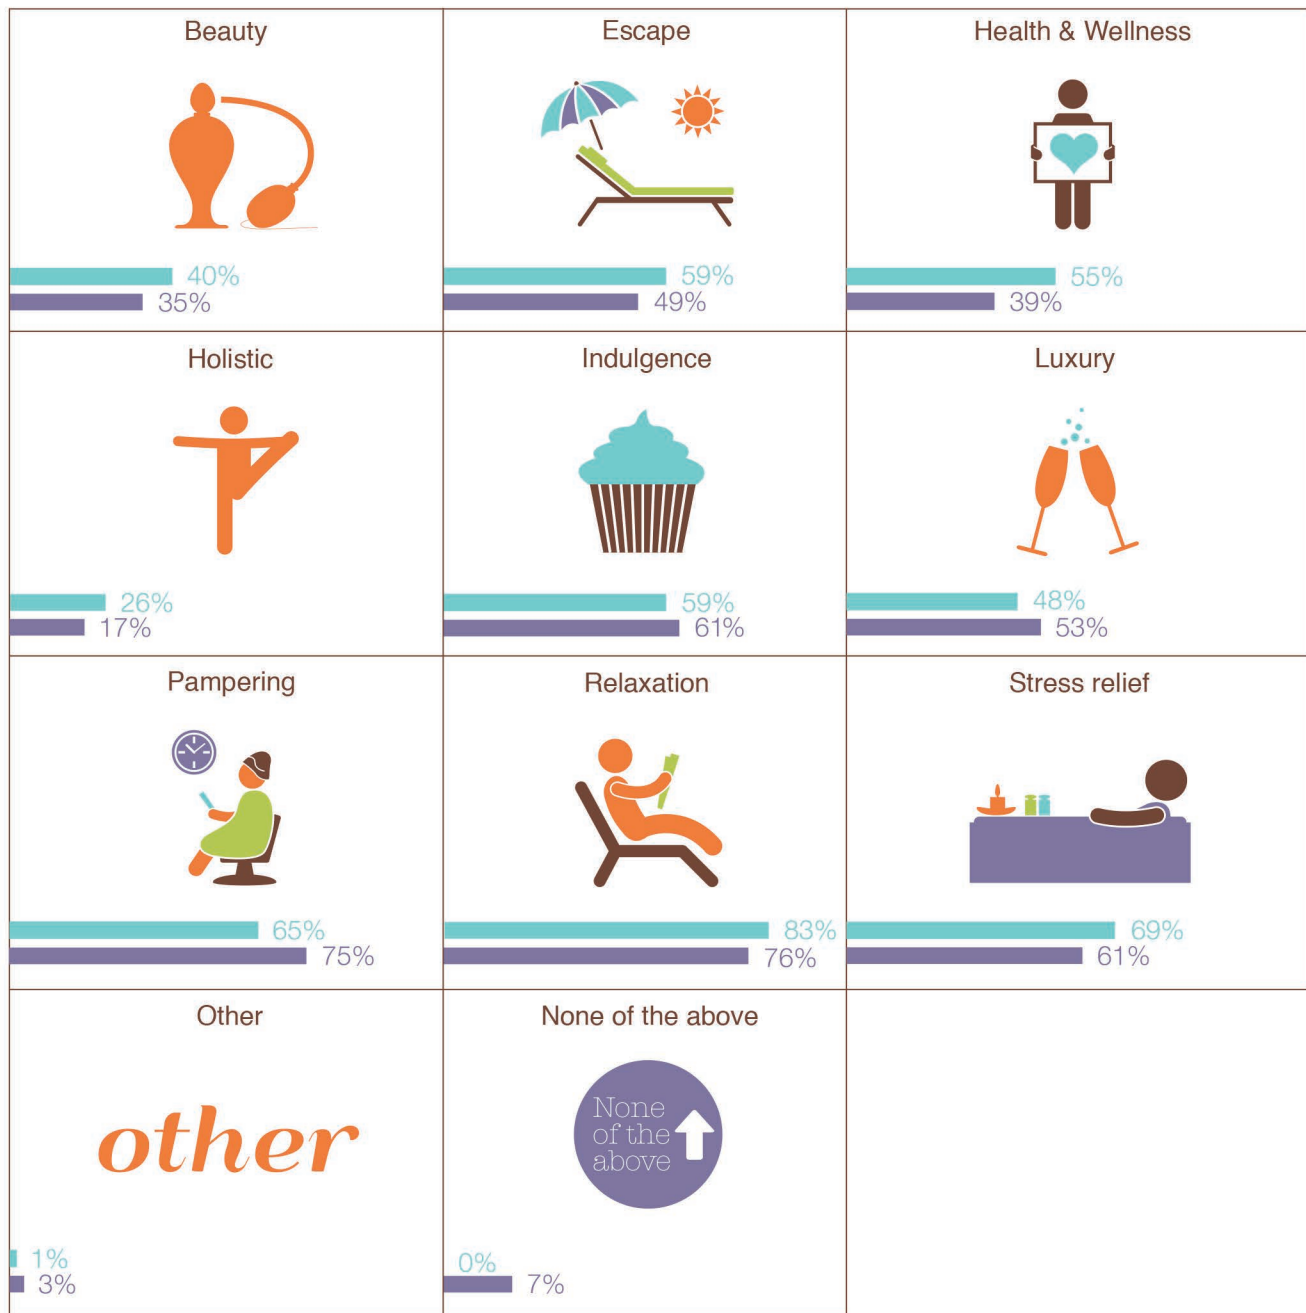 Beauty
40%
35%
Escape
59%
49%
Health & Wellness
55%
39%
Holistic
26%
17%
Indulgence
59%
61%
Luxury
48%
53%
Pampering
65%
75%
Relaxation
83%
76%
Stress relief
69%
61%
Other
other
1%
3%
None of the above
None
of the
above
0%
7%